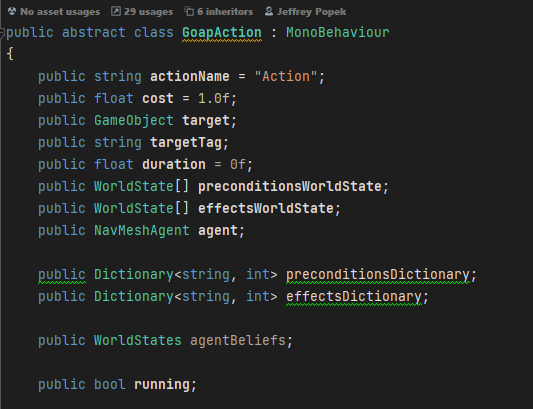 No asset usages 29 usages 6 inheritors Jeffrey Popek
public abstract class GoapAction : MonoBehaviour
{
public string actionName = "Action";
public float cost = 1.0f;
public GameObject target;
public string targetTag;
public float duration = 0f;
public WorldState[] preconditionsWorldState;
public WorldState[] effectsWorldState;
public NavMeshAgent agent;
public Dictionary<string, int> preconditionsDictionary;
public Dictionary<string, int> effectsDictionary;
public WorldStates agentBeliefs;
public bool running;